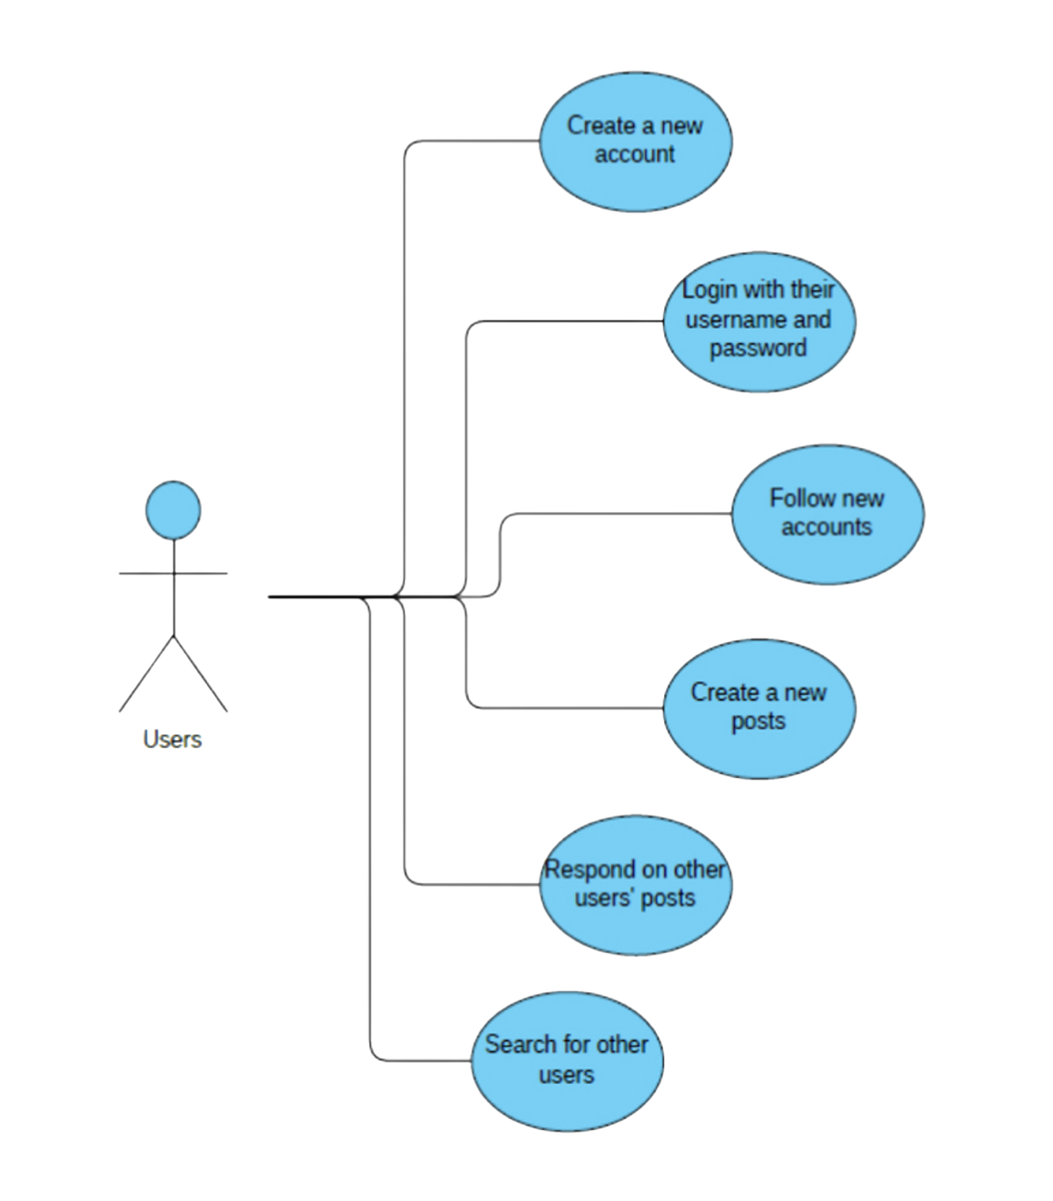 Create a new
account
Login with their
username and
password
Follow new
accounts
Users
Create a new
posts
Respond on other
users' posts
Search for other
users